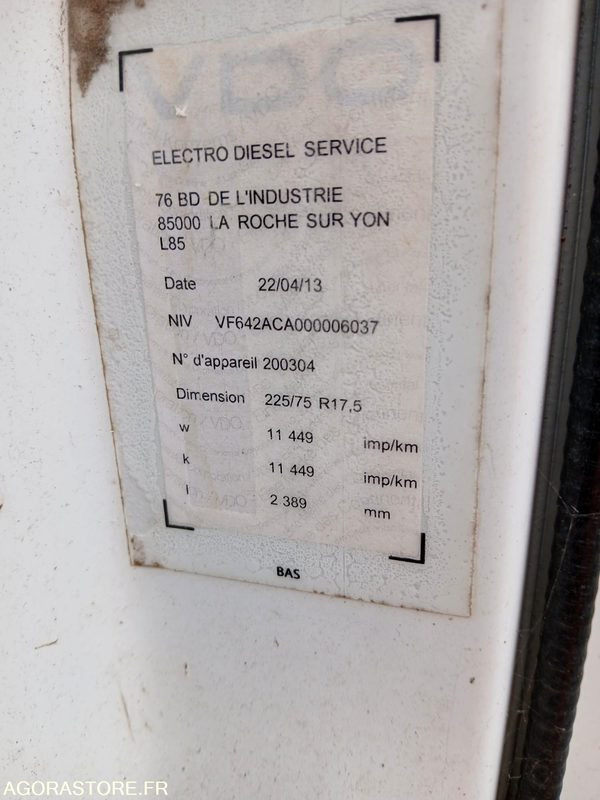 VDO
ELECTRO DIESEL SERVICE
76 BD DE L'INDUSTRIE
85000 LA ROCHE SUR YON
L85
Date 22/04/13
NIV VF642ACA000006037
N° d'appareil 200304
Dimension 225/75 R17,5
w 11 449 imp/km
k 11 449 imp/km
l 2 389 mm
BAS
AGORASTORE.FR